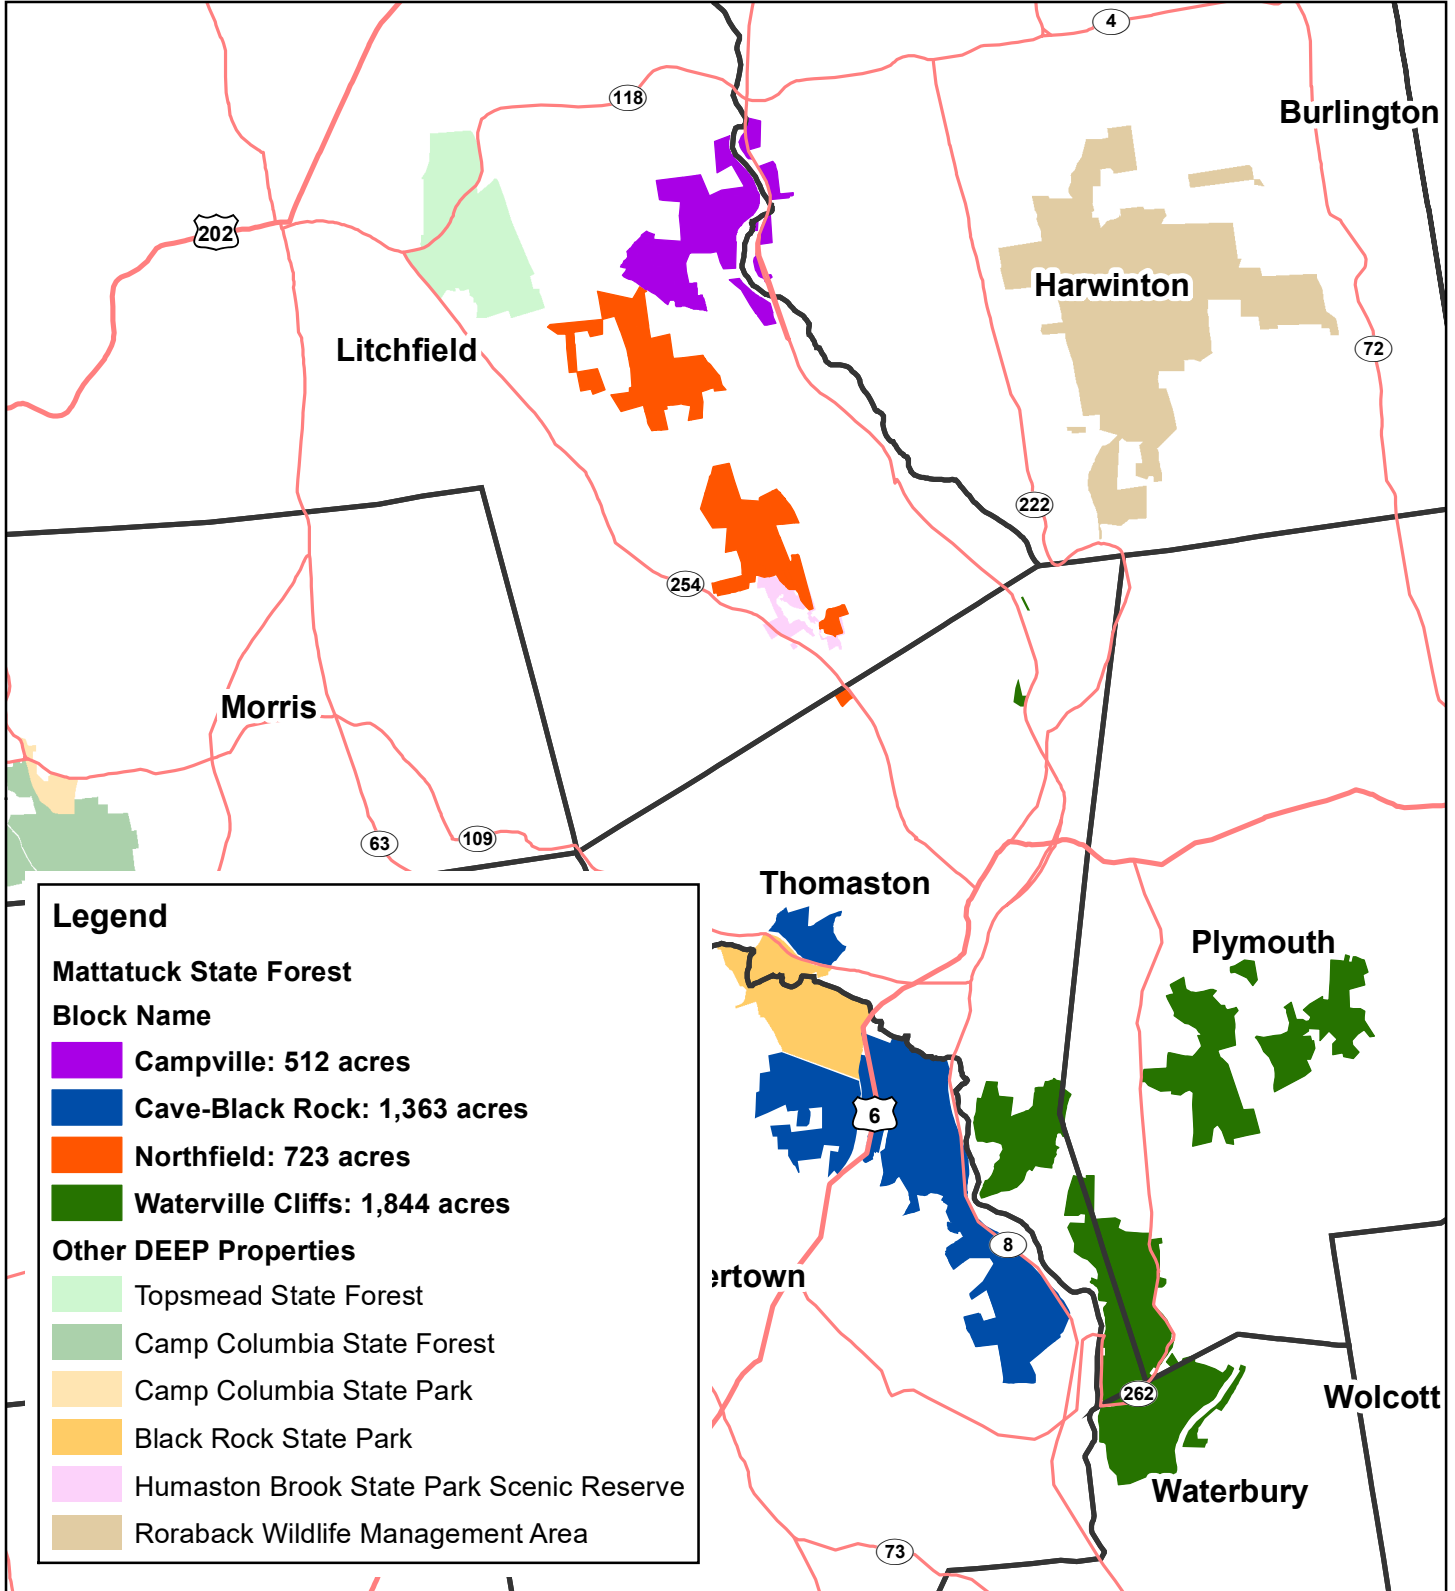 4
118
Burlington
202
Harwinton
Litchfield
72
222
254
Morris
63
109
Thomaston
Plymouth
6
8
ertown
262
Wolcott
Waterbury
73
Legend
Mattatuck State Forest
Block Name
Campville: 512 acres
Cave-Black Rock: 1,363 acres
Northfield: 723 acres
Waterville Cliffs: 1,844 acres
Other DEEP Properties
Topsmead State Forest
Camp Columbia State Forest
Camp Columbia State Park
Black Rock State Park
Humaston Brook State Park Scenic Reserve
Roraback Wildlife Management Area